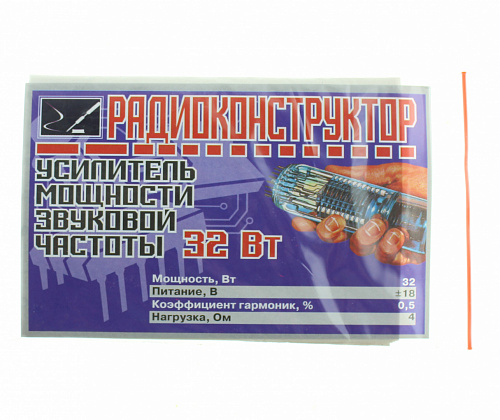 РАДИОКОНСТРУКТОР
УСИЛИТЕЛЬ
МОЩНОСТИ
ЗВУКОВОЙ
ЧАСТОТЫ 32 Вт
Мощность, Вт 32
Питание, В ±18
Коэффициент гармоник, % 0,5
Нагрузка, Ом 4